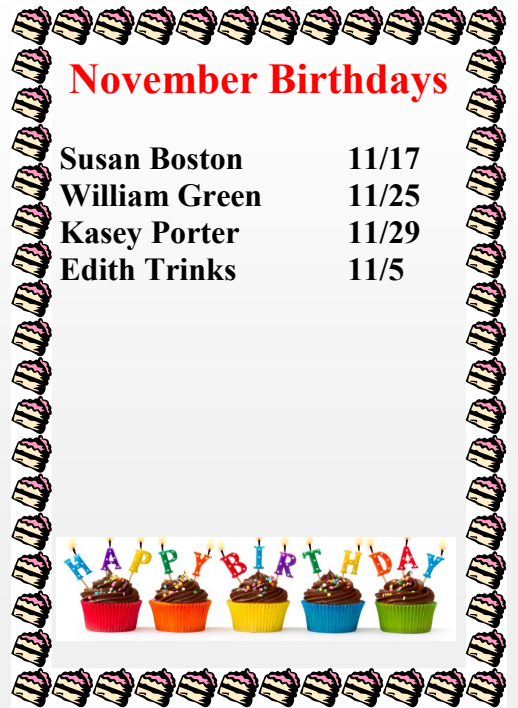 November Birthdays
Susan Boston 11/17
William Green 11/25
Kasey Porter 11/29
Edith Trinks 11/5
HAPPY BIRTHDAY